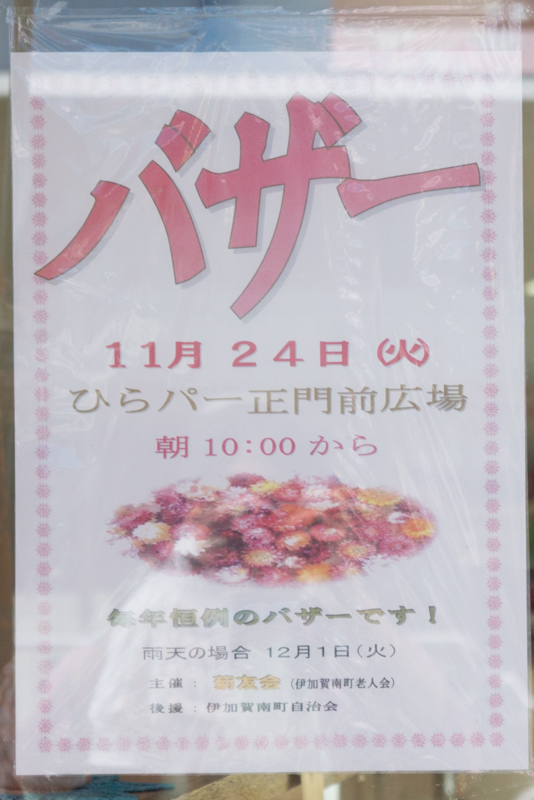 バザー
11月 24日 (火)
ひらパー正門前広場
朝 10:00 から
毎年恒例のバザーです!
雨天の場合 12月1日(火)
主催: 友会 (伊加賀南町老人会)
後援: 伊加賀南町自治会